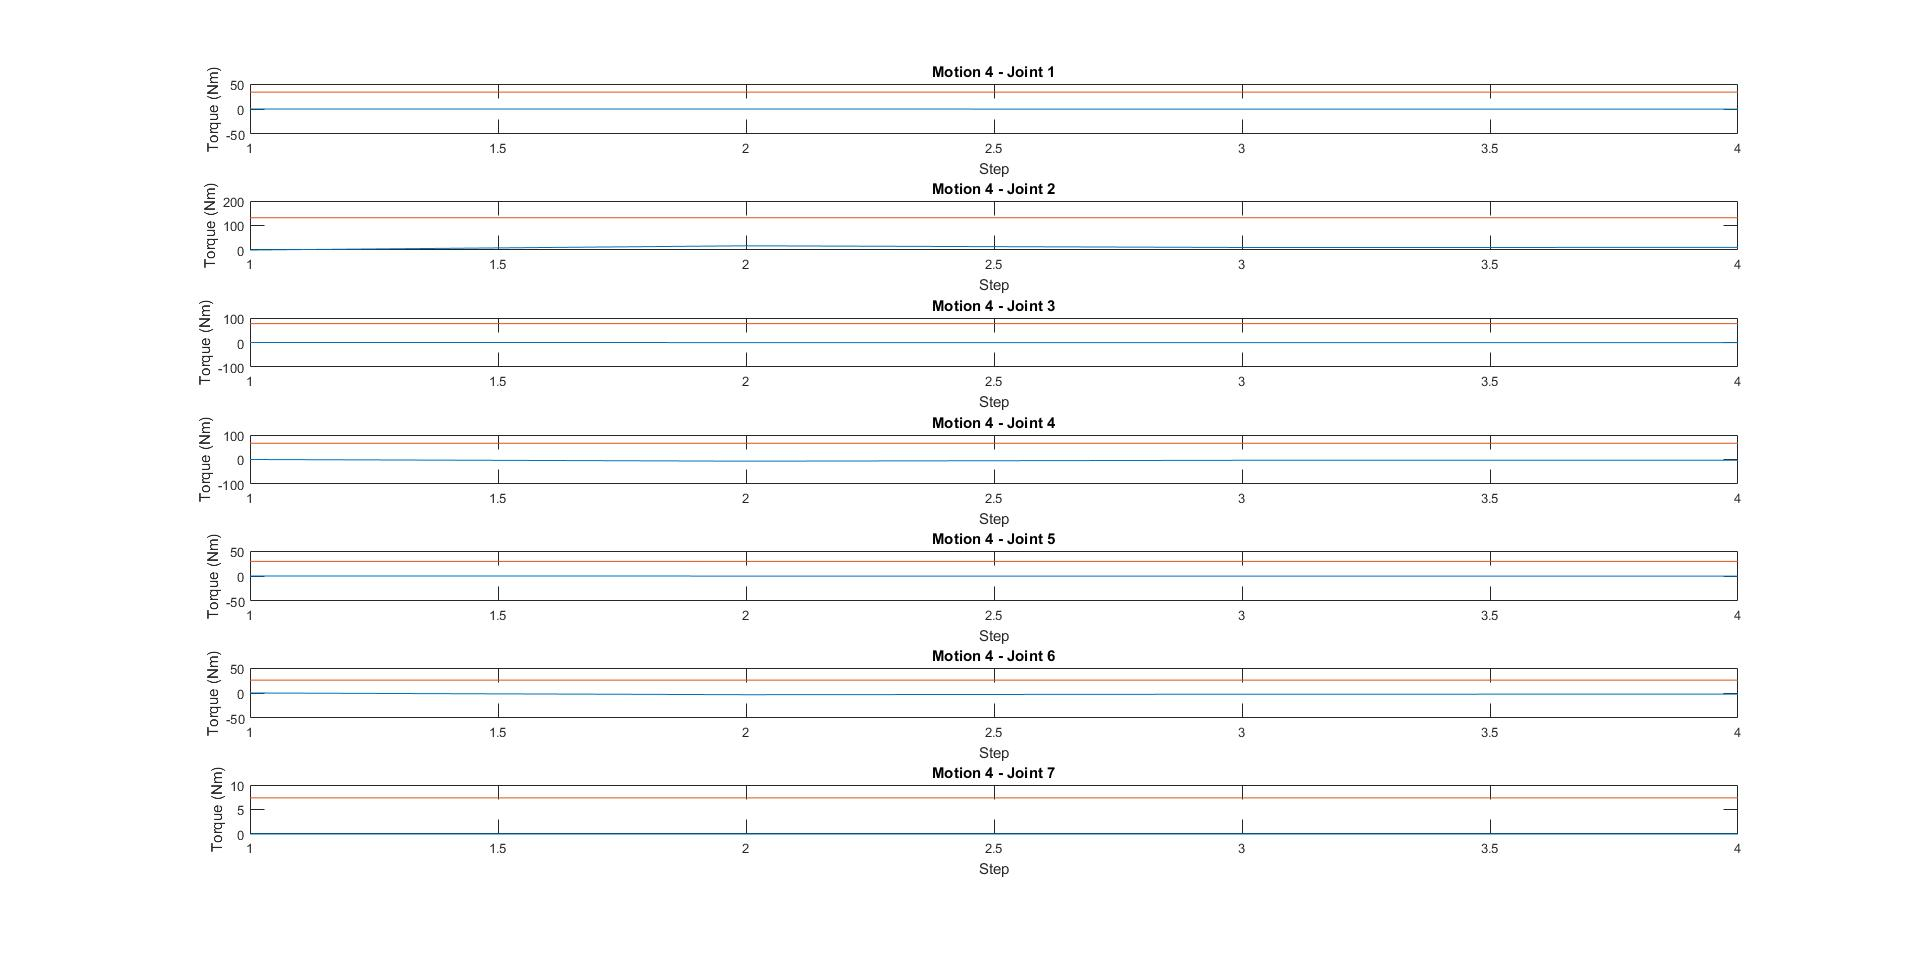 Motion 4 - Joint 1
Torque (Nm)
50
0
-50
1 1.5 2 2.5 3 3.5 4
Step
Motion 4 - Joint 2
Torque (Nm)
200
100
0
1 1.5 2 2.5 3 3.5 4
Step
Motion 4 - Joint 3
Torque (Nm)
100
0
-100
1 1.5 2 2.5 3 3.5 4
Step
Motion 4 - Joint 4
Torque (Nm)
100
0
-100
1 1.5 2 2.5 3 3.5 4
Step
Motion 4 - Joint 5
Torque (Nm)
50
0
-50
1 1.5 2 2.5 3 3.5 4
Step
Motion 4 - Joint 6
Torque (Nm)
50
0
-50
1 1.5 2 2.5 3 3.5 4
Step
Motion 4 - Joint 7
Torque (Nm)
10
5
0
1 1.5 2 2.5 3 3.5 4
Step